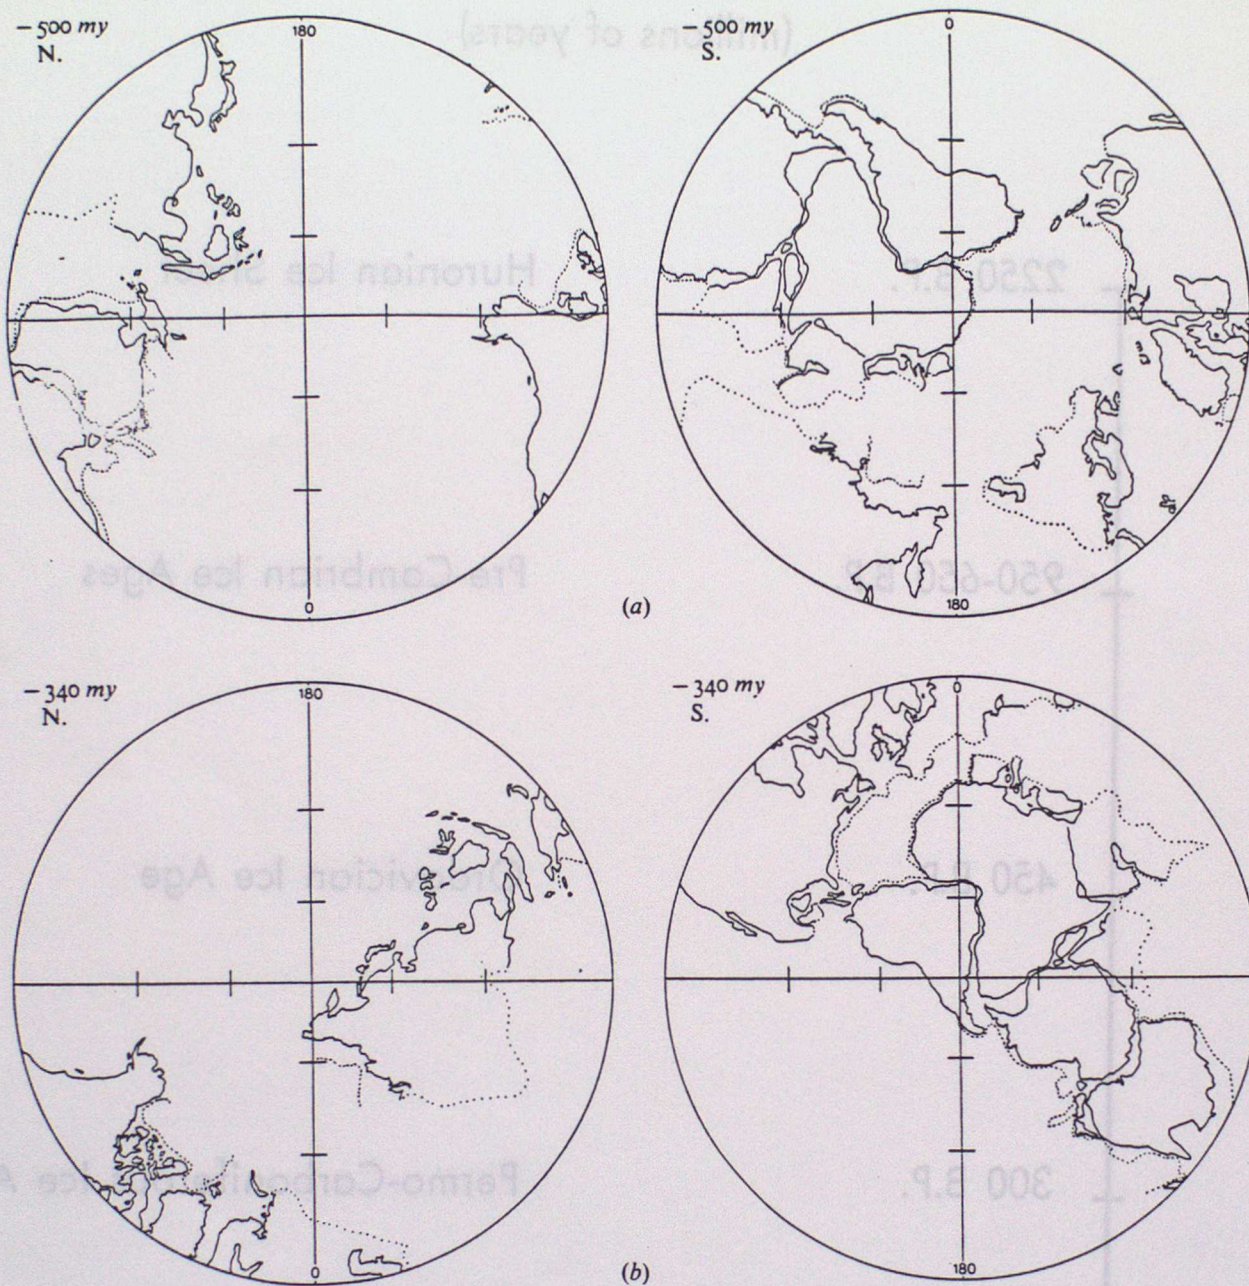 −500 my
N.
180
0
−500 my
S.
0
180
(a)
−340 my
N.
180
0
−340 my
S.
0
180
(b)
(millions of years)
2250 B.P.
Huronian Ice Sheet
950-650 B.P.
Pre-Cambrian Ice Ages
450 B.P.
Ordovician Ice Age
300 B.P.
Permo-Carboniferous Ice A